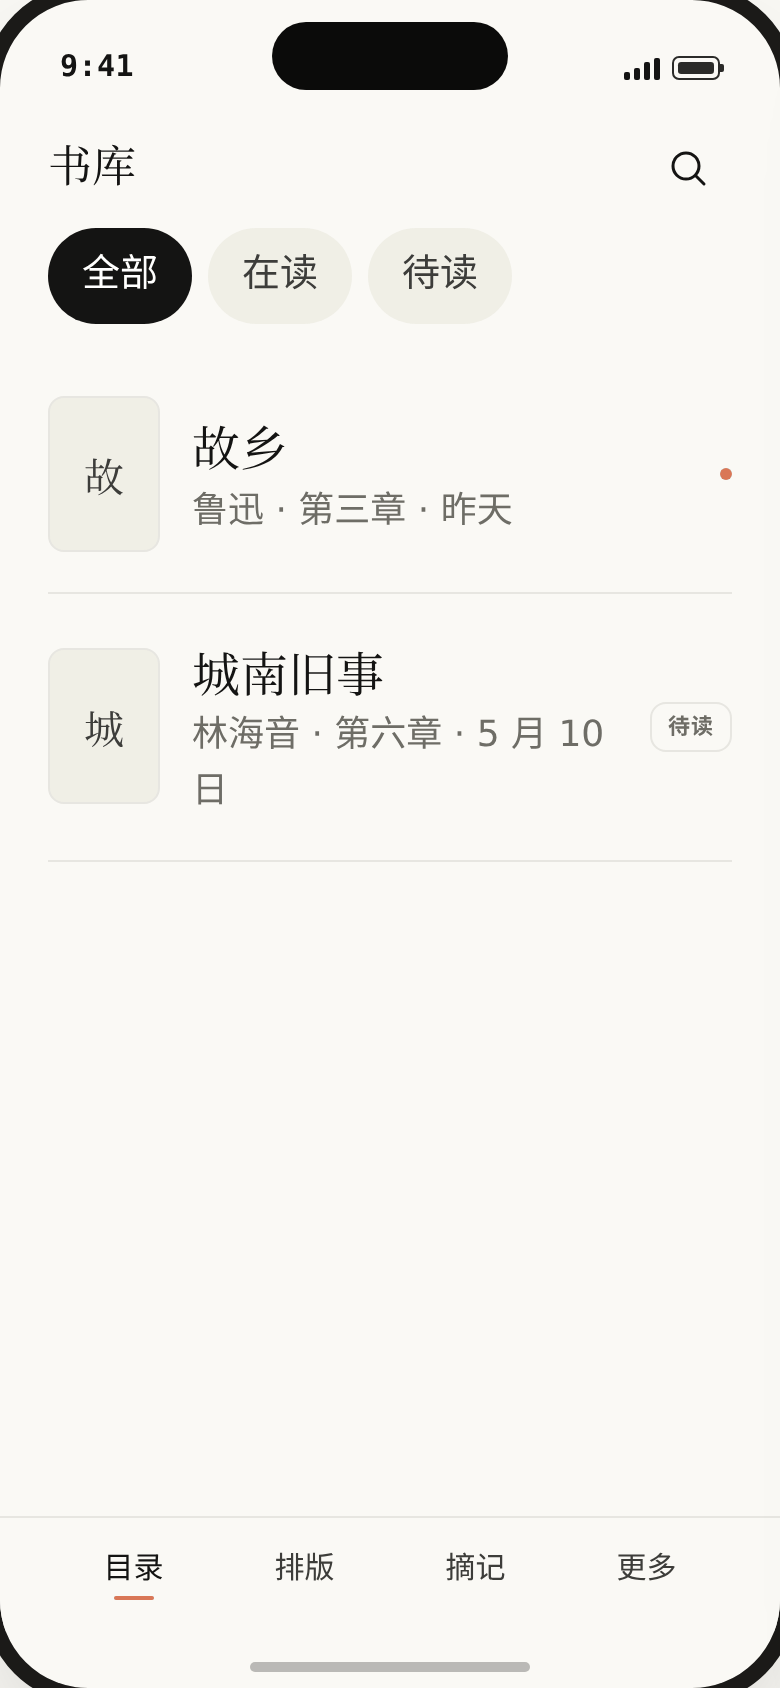 9:41
书库
全部 在读 待读
故
故乡
鲁迅 · 第三章 · 昨天
城
城南旧事
林海音 · 第六章 · 5 月 10
日
待读
目录 排版 摘记 更多